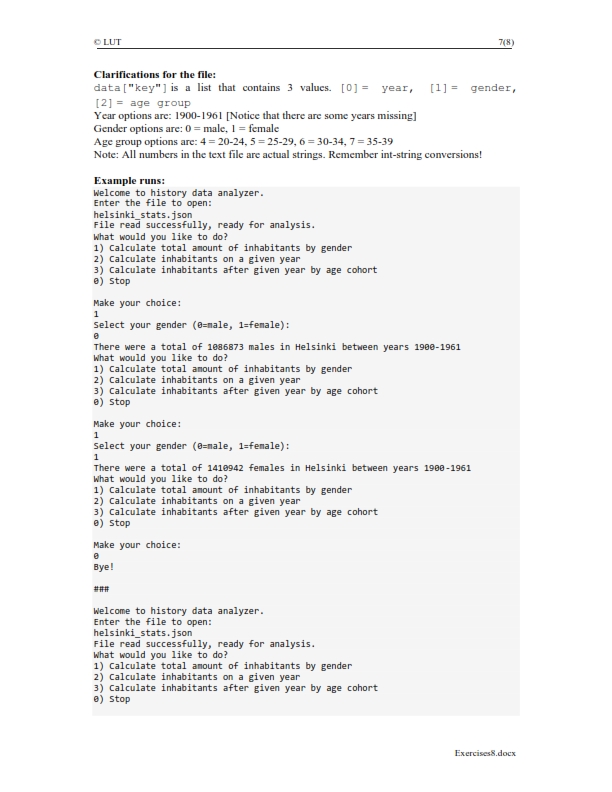 © LUT 7(8)
Clarifications for the file:
data["key"] is a list that contains 3 values. [0]= year, [1]= gender,
[2]= age group
Year options are: 1900-1961 [Notice that there are some years missing]
Gender options are: 0 = male, 1 = female
Age group options are: 4 = 20-24, 5 = 25-29, 6 = 30-34, 7 = 35-39
Note: All numbers in the text file are actual strings. Remember int-string conversions!
Example runs:
Welcome to history data analyzer.
Enter the file to open:
helsinki_stats.json
File read successfully, ready for analysis.
What would you like to do?
1) Calculate total amount of inhabitants by gender
2) Calculate inhabitants on a given year
3) Calculate inhabitants after given year by age cohort
0) Stop
Make your choice:
1
Select your gender (0=male, 1=female):
0
There were a total of 1086873 males in Helsinki between years 1900-1961
What would you like to do?
1) Calculate total amount of inhabitants by gender
2) Calculate inhabitants on a given year
3) Calculate inhabitants after given year by age cohort
0) Stop
Make your choice:
1
Select your gender (0=male, 1=female):
1
There were a total of 1410942 females in Helsinki between years 1900-1961
What would you like to do?
1) Calculate total amount of inhabitants by gender
2) Calculate inhabitants on a given year
3) Calculate inhabitants after given year by age cohort
0) Stop
Make your choice:
0
Bye!
###
Welcome to history data analyzer.
Enter the file to open:
helsinki_stats.json
File read successfully, ready for analysis.
What would you like to do?
1) Calculate total amount of inhabitants by gender
2) Calculate inhabitants on a given year
3) Calculate inhabitants after given year by age cohort
0) Stop
Exercises8.docx